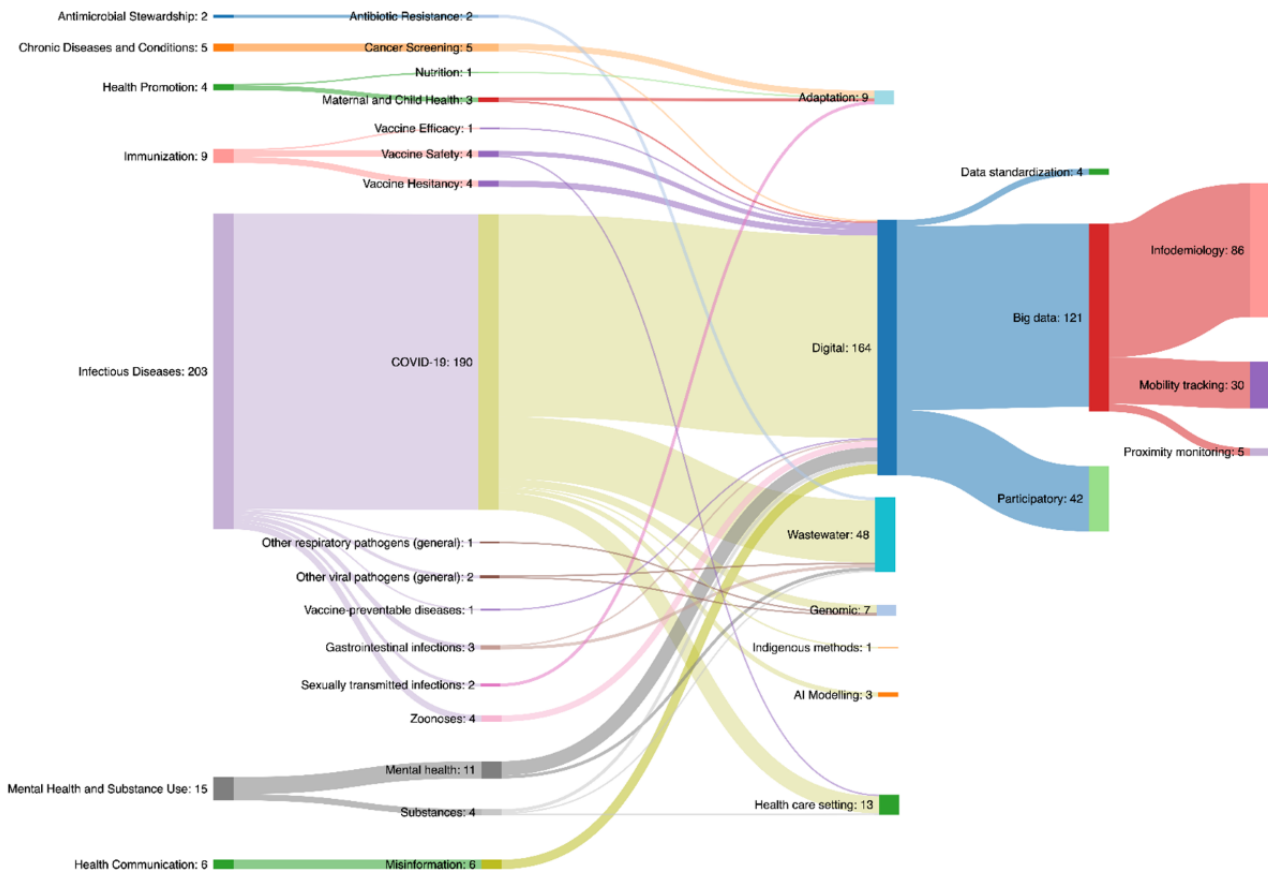 Antimicrobial Stewardship: 2
Chronic Diseases and Conditions: 5
Health Promotion: 4
Immunization: 9
Infectious Diseases: 203
Mental Health and Substance Use: 15
Health Communication: 6
Antibiotic Resistance: 2
Cancer Screening: 5
Nutrition: 1
Maternal and Child Health: 3
Vaccine Efficacy: 1
Vaccine Safety: 4
Vaccine Hesitancy: 4
COVID-19: 190
Other respiratory pathogens (general): 1
Other viral pathogens (general): 2
Vaccine-preventable diseases: 1
Gastrointestinal infections: 3
Sexually transmitted infections: 2
Zoonoses: 4
Mental health: 11
Substances: 4
Misinformation: 6
Adaptation: 9
Digital: 164
Wastewater: 48
Genomic: 7
Indigenous methods: 1
AI Modelling: 3
Health care setting: 13
Data standardization: 4
Big data: 121
Participatory: 42
Infodemiology: 86
Mobility tracking: 30
Proximity monitoring: 5